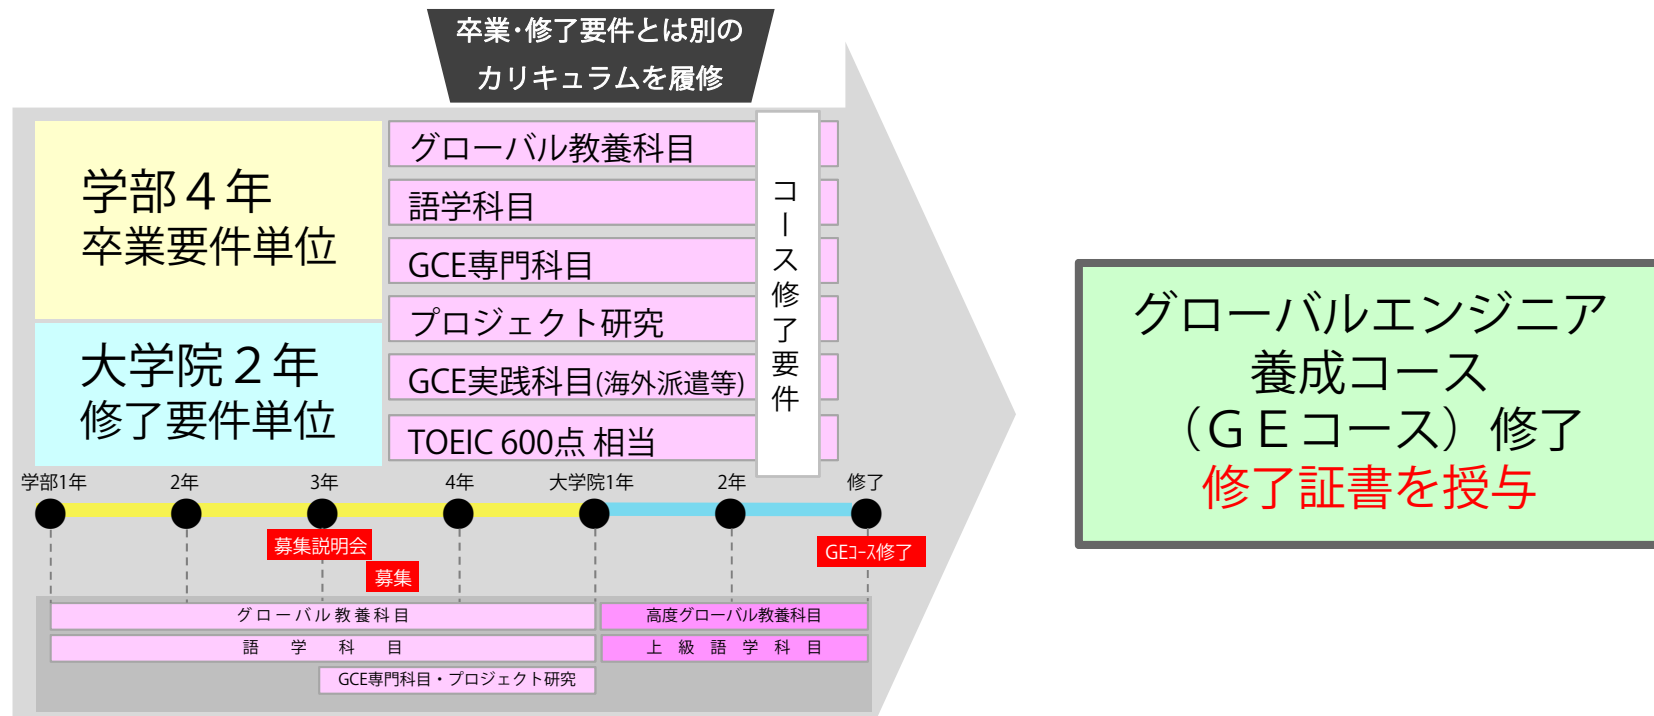 卒業・修了要件とは別の
カリキュラムを履修
学部４年
卒業要件単位
大学院２年
修了要件単位
グローバル教養科目
語学科目
GCE専門科目
プロジェクト研究
GCE実践科目(海外派遣等)
TOEIC 600点 相当
コース修了要件
学部1年
2年
3年
4年
大学院1年
2年
修了
募集説明会
募集
GEｺｰｽ修了
グローバル教養科目
高度グローバル教養科目
語学科目
上級語学科目
GCE専門科目・プロジェクト研究
グローバルエンジニア
養成コース
（ＧＥコース）修了
修了証書を授与